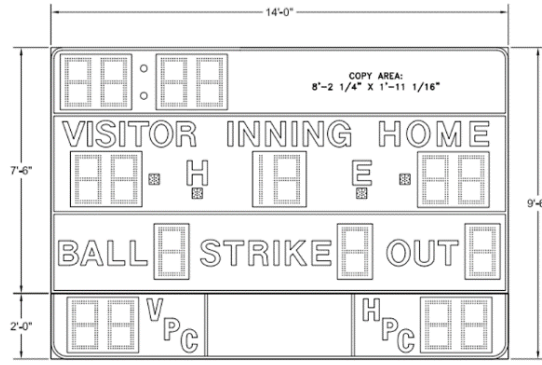 14'-0"
COPY AREA:
8'-2 1/4" X 1'-11 1/16"
VISITOR INNING HOME
7'-6"
H E
9'-6
BALL STRIKE OUT
2'-0"
VPC HPC